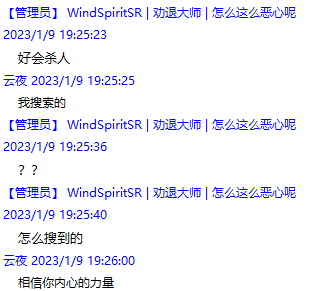 【管理员】 WindSpiritSR | 劝退大师 | 怎么这么恶心呢
2023/1/9 19:25:23
好会杀人
云夜 2023/1/9 19:25:25
我搜索的
【管理员】 WindSpiritSR | 劝退大师 | 怎么这么恶心呢
2023/1/9 19:25:36
？？
【管理员】 WindSpiritSR | 劝退大师 | 怎么这么恶心呢
2023/1/9 19:25:40
怎么搜到的
云夜 2023/1/9 19:26:00
相信你内心的力量